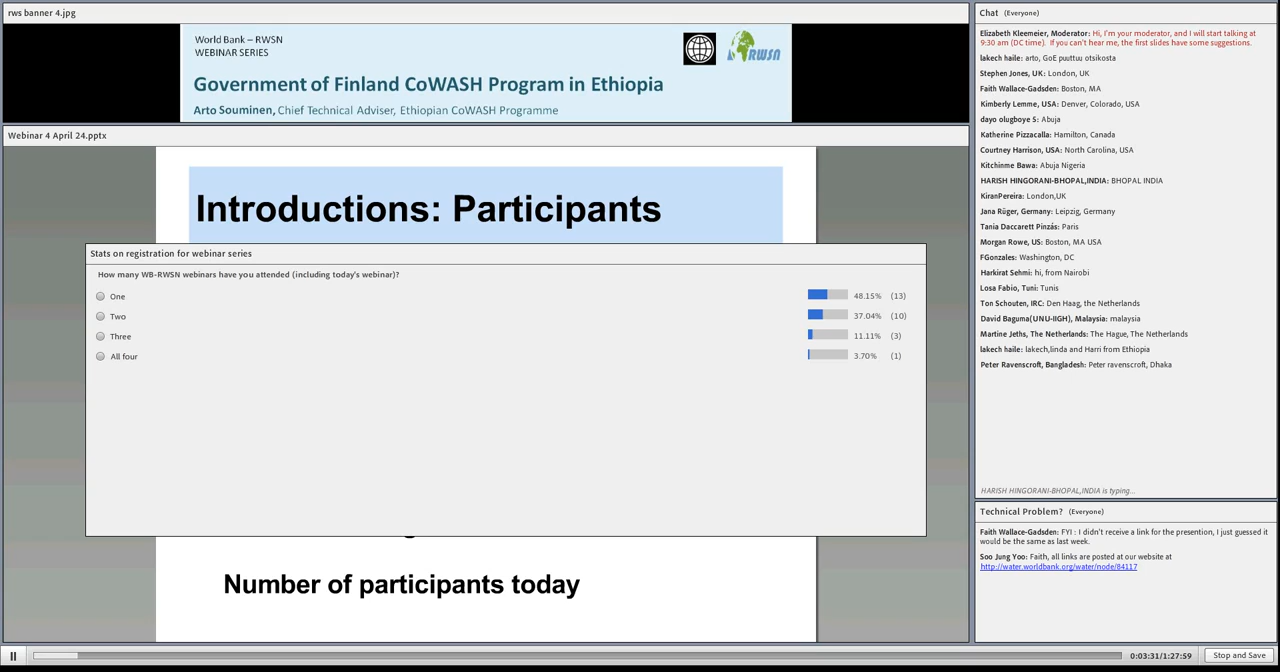 rws banner 4.jpg
World Bank – RWSN
WEBINAR SERIES
RWSN
Government of Finland CoWASH Program in Ethiopia
Arto Souminen, Chief Technical Adviser, Ethiopian CoWASH Programme
Webinar 4 April 24.pptx
Introductions: Participants
Stats on registration for webinar series
How many WB-RWSN webinars have you attended (including today's webinar)?
One 48.15% (13)
Two 37.04% (10)
Three 11.11% (3)
All four 3.70% (1)
Number of participants today
Chat (Everyone)
Elizabeth Kleemeier, Moderator: Hi, I'm your moderator, and I will start talking at
9:30 am (DC time). If you can't hear me, the first slides have some suggestions.
lakech haile: arto, GoE puuttuu otsikosta
Stephen Jones, UK: London, UK
Faith Wallace-Gadsden: Boston, MA
Kimberly Lemme, USA: Denver, Colorado, USA
dayo olugboye S: Abuja
Katherine Pizzacalla: Hamilton, Canada
Courtney Harrison, USA: North Carolina, USA
Kitchinme Bawa: Abuja Nigeria
HARISH HINGORANI-BHOPAL,INDIA: BHOPAL INDIA
KiranPereira: London,UK
Jana Rüger, Germany: Leipzig, Germany
Tania Daccarett Pinzás: Paris
Morgan Rowe, US: Boston, MA USA
FGonzales: Washington, DC
Harkirat Sehmi: hi, from Nairobi
Losa Fabio, Tuni: Tunis
Ton Schouten, IRC: Den Haag, the Netherlands
David Baguma(UNU-IIGH), Malaysia: malaysia
Martine Jeths, The Netherlands: The Hague, The Netherlands
lakech haile: lakech,linda and Harri from Ethiopia
Peter Ravenscroft, Bangladesh: Peter ravenscroft, Dhaka
HARISH HINGORANI-BHOPAL,INDIA is typing...
Technical Problem? (Everyone)
Faith Wallace-Gadsden: FYI : I didn't receive a link for the presention, I just guessed it
would be the same as last week.
Soo Jung Yoo: Faith, all links are posted at our website at
http://water.worldbank.org/water/node/84117
0:03:31/1:27:59
Stop and Save